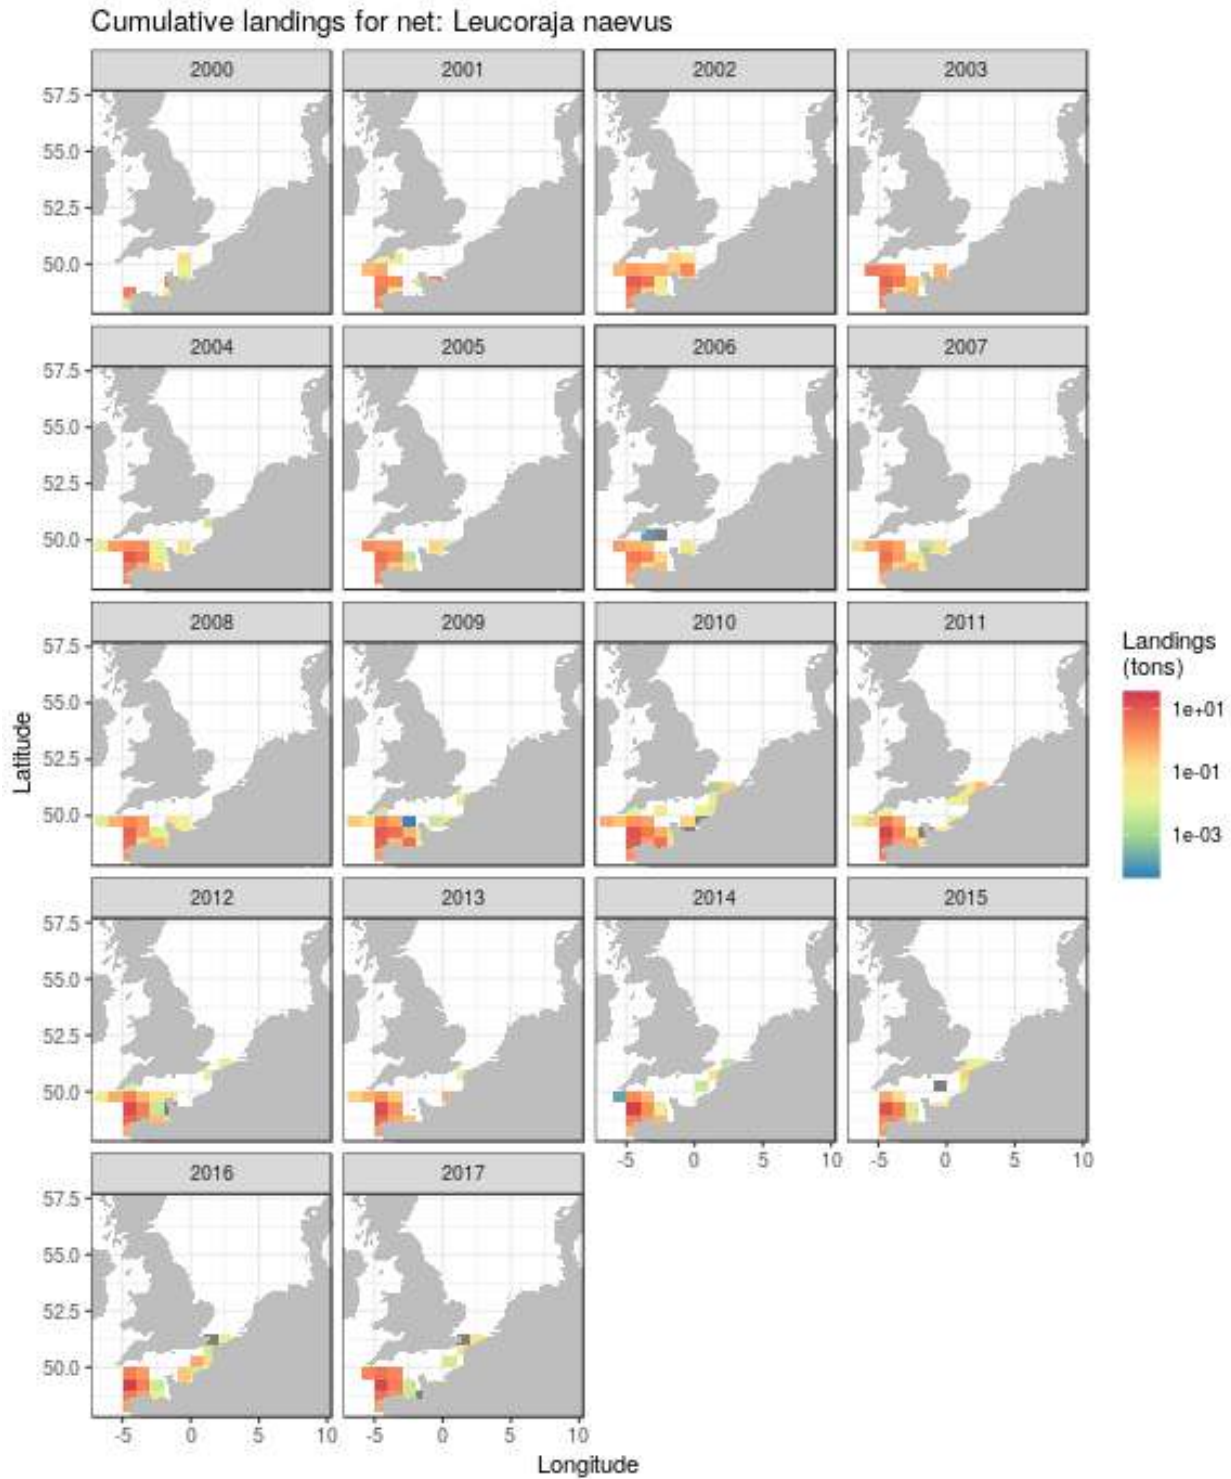 Cumulative landings for net: Leucoraja naevus
2000 2001 2002 2003
57.5
55.0
52.5
50.0
2004 2005 2006 2007
57.5
55.0
52.5
50.0
2008 2009 2010 2011
57.5
55.0
52.5
50.0
Latitude
Landings
(tons)
1e+01
1e-01
1e-03
2012 2013 2014 2015
57.5
55.0
52.5
50.0
-5 0 5 10 -5 0 5 10
2016 2017
57.5
55.0
52.5
50.0
-5 0 5 10 -5 0 5 10
Longitude